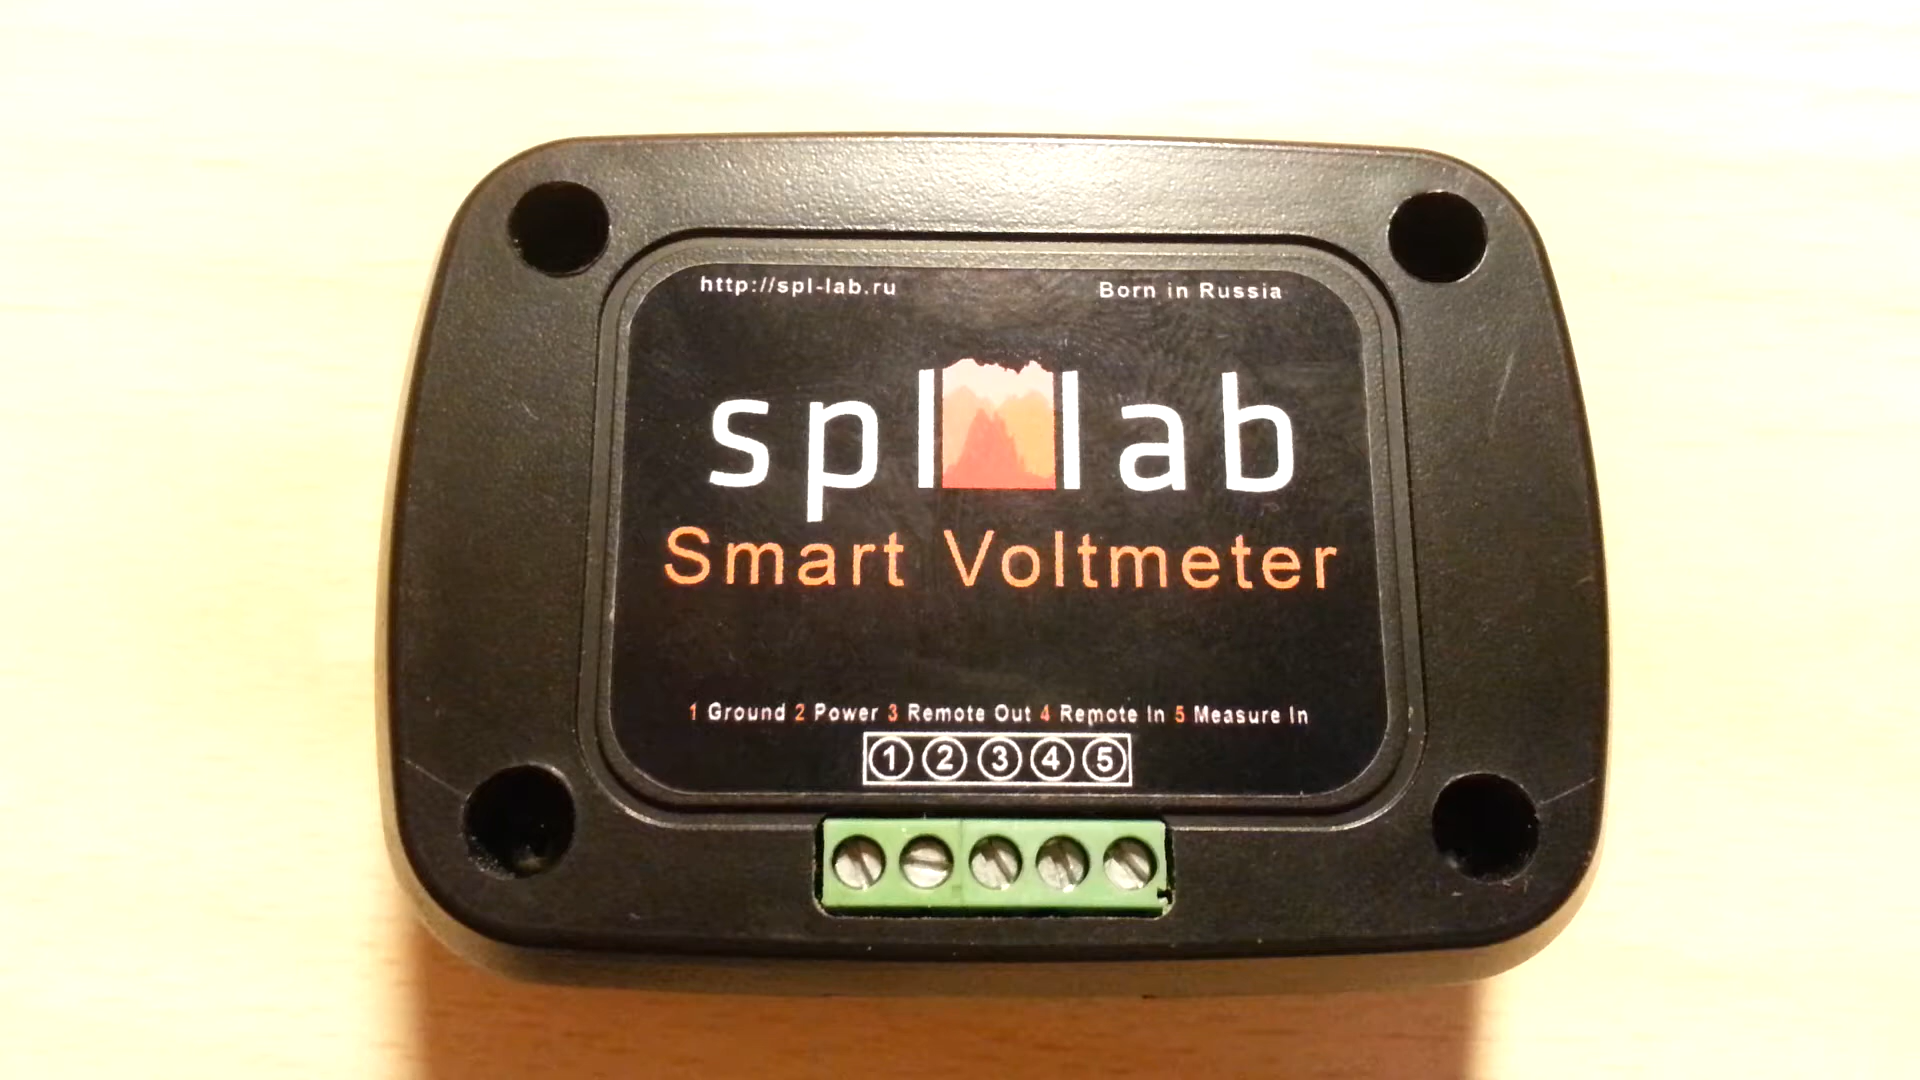 http://spl-lab.ru
Born in Russia
spl lab
Smart Voltmeter
1 Ground 2 Power 3 Remote Out 4 Remote In 5 Measure In
1 2 3 4 5